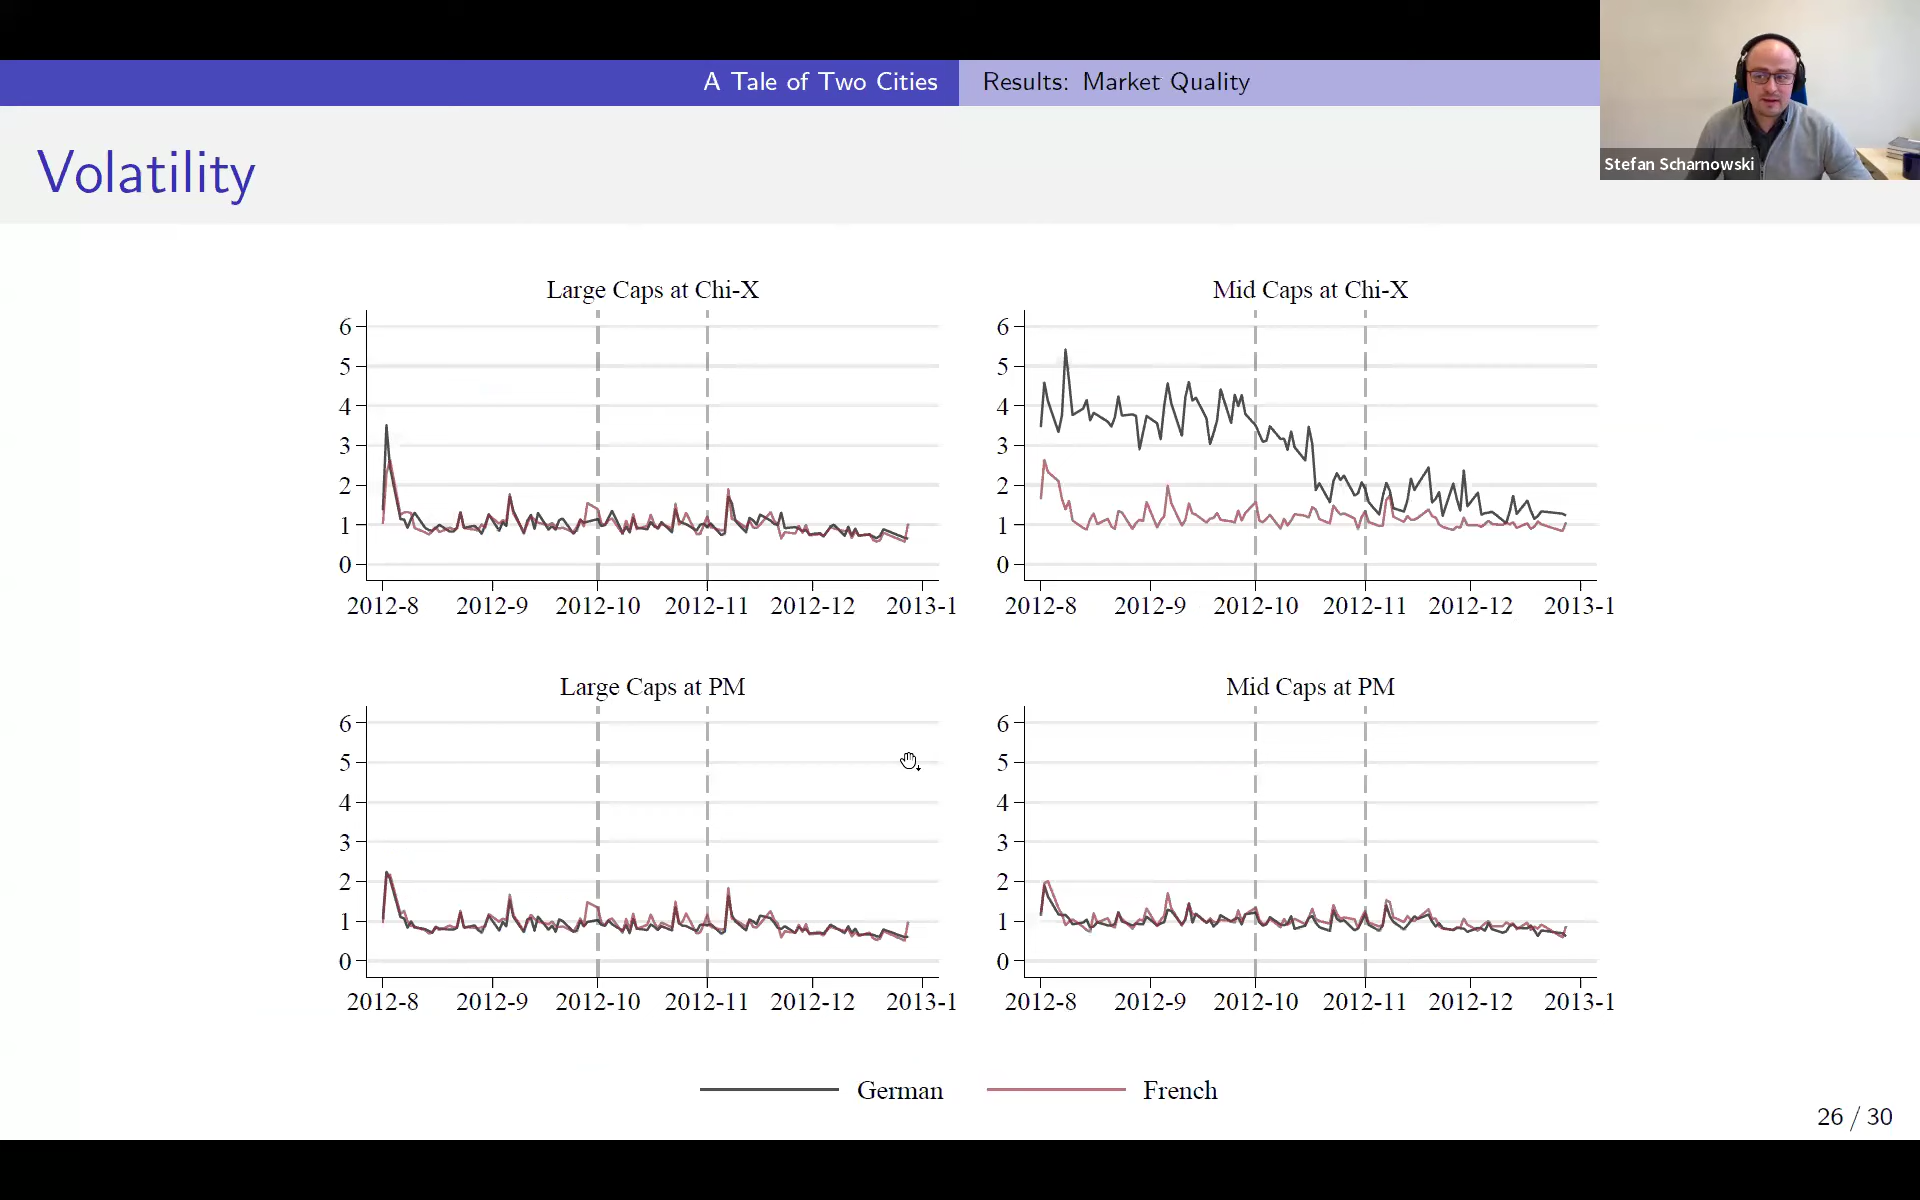 A Tale of Two Cities
Results: Market Quality
Stefan Scharnowski
Volatility
Large Caps at Chi-X
6
5
4
3
2
1
0
2012-8 2012-9 2012-10 2012-11 2012-12 2013-1
Mid Caps at Chi-X
6
5
4
3
2
1
0
2012-8 2012-9 2012-10 2012-11 2012-12 2013-1
Large Caps at PM
6
5
4
3
2
1
0
2012-8 2012-9 2012-10 2012-11 2012-12 2013-1
Mid Caps at PM
6
5
4
3
2
1
0
2012-8 2012-9 2012-10 2012-11 2012-12 2013-1
German French
26 / 30